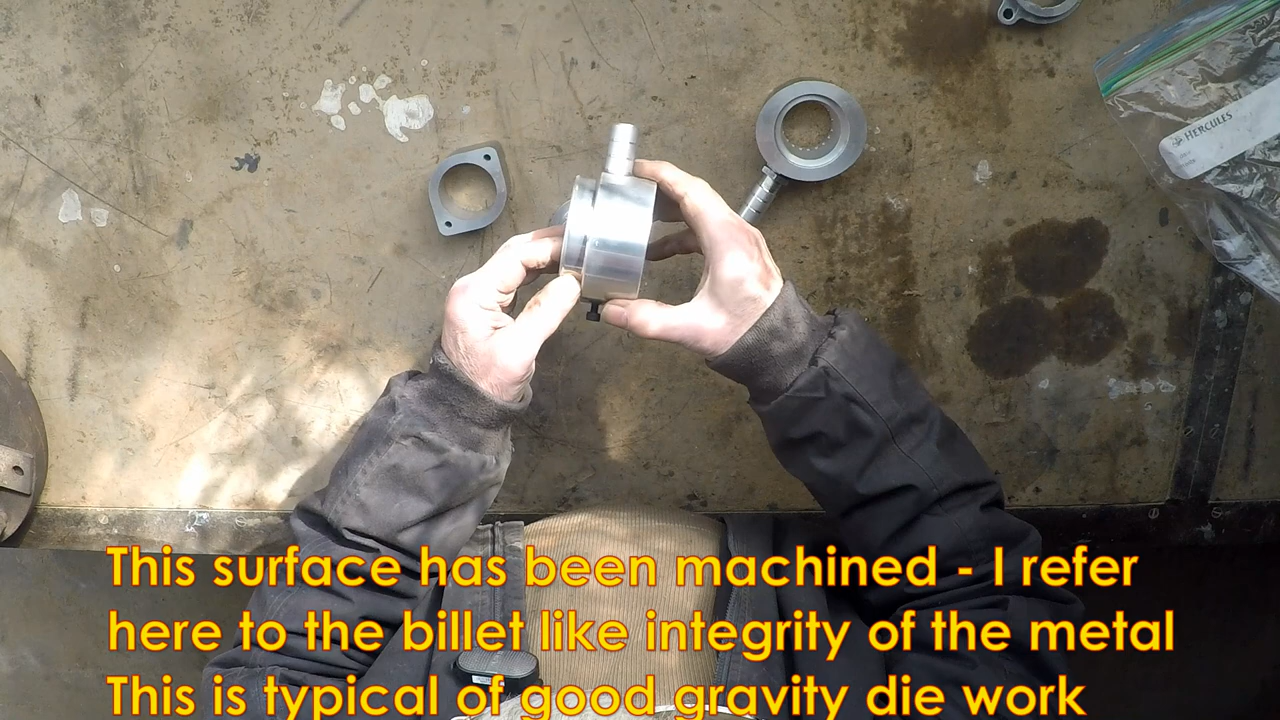 HERCULES
This surface has been machined - I refer
here to the billet like integrity of the metal
This is typical of good gravity die work